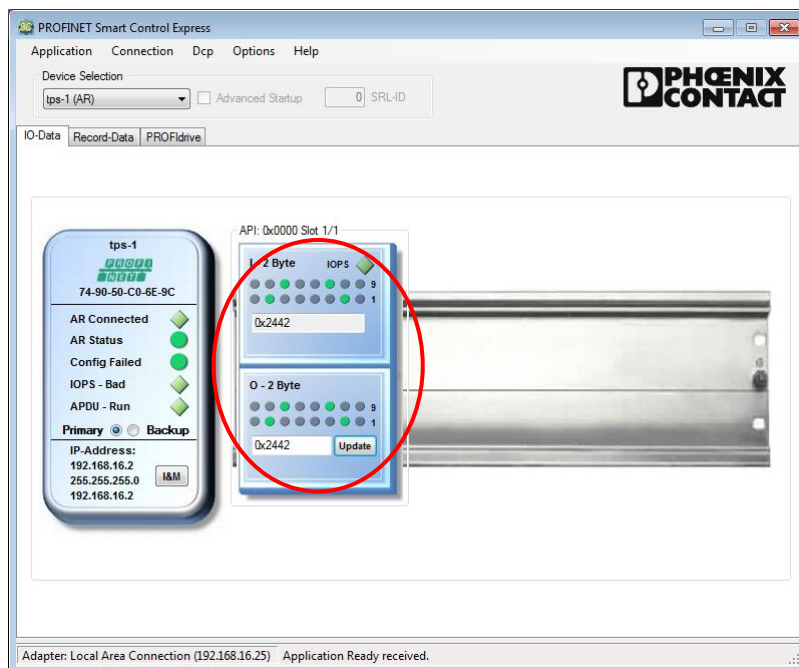 PROFINET Smart Control Express
Application Connection Dcp Options Help
Device Selection
tps-1 (AR)
Advanced Startup
0 SRL-ID
PHŒNIX
CONTACT
IO-Data Record-Data PROFIdrive
tps-1
PROFI
NET
74-90-50-C0-6E-9C
AR Connected
AR Status
Config Failed
IOPS - Bad
APDU - Run
Primary Backup
IP-Address:
192.168.16.2
255.255.255.0
192.168.16.2
I&M
API: 0x0000 Slot 1/1
I - 2 Byte IOPS
9
1
0x2442
O - 2 Byte
9
1
0x2442 Update
Adapter: Local Area Connection (192.168.16.25) Application Ready received.